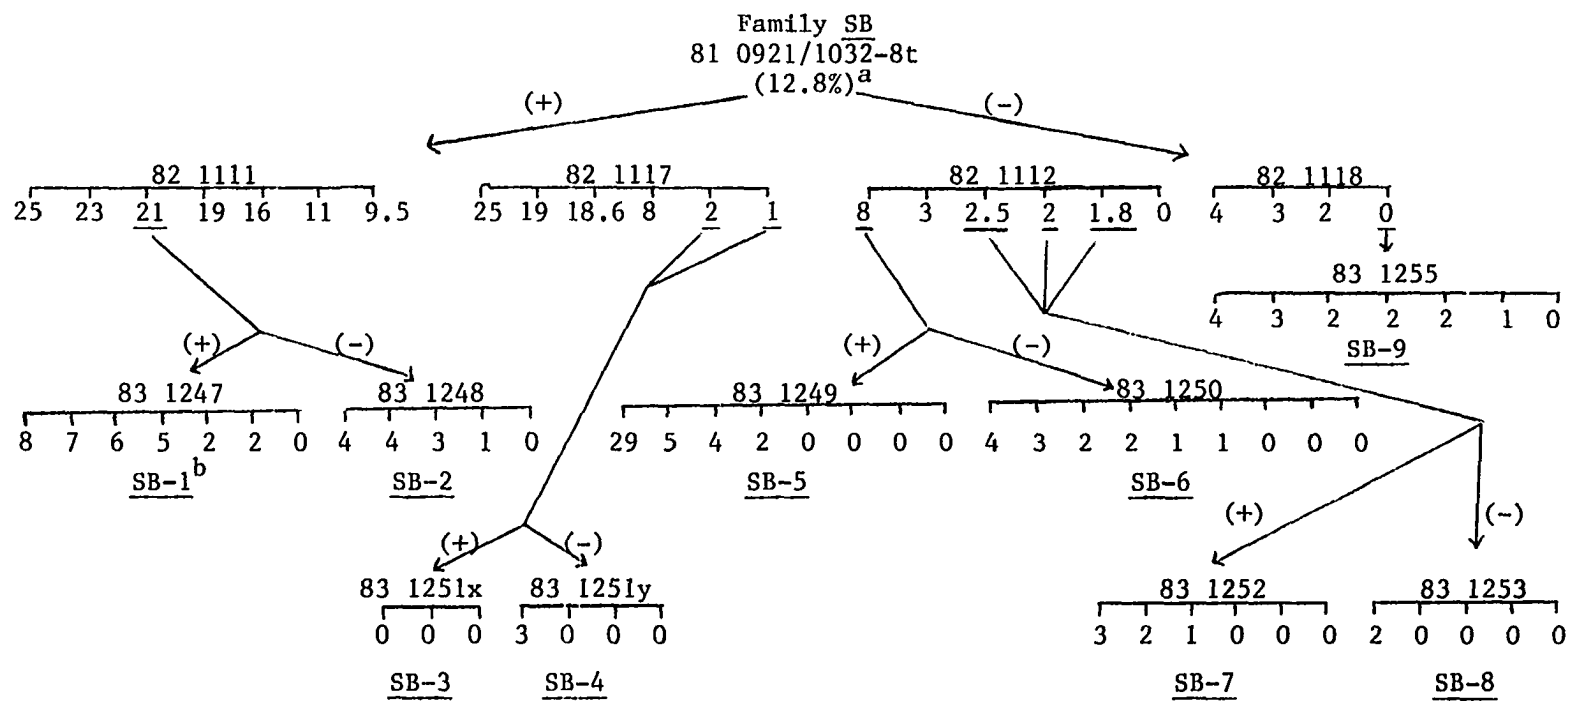 Family SB
81 0921/1032-8t
(12.8%)a
(+) (-)
82 1111 82 1117 82 1112 82 1118
25 23 21 19 16 11 9.5 25 19 18.6 8 2 1 8 3 2.5 2 1.8 0 4 3 2 0
83 1255
4 3 2 2 2 1 0
(+) (-) (+) (-) SB-9
83 1247 83 1248 83 1249 83 1250
8 7 6 5 2 2 0 4 4 3 1 0 29 5 4 2 0 0 0 0 4 3 2 2 1 1 0 0 0
SB-1b SB-2 SB-5 SB-6
(+) (-) (+) (-)
83 1251x 83 1251y 83 1252 83 1253
0 0 0 3 0 0 0 3 2 1 0 0 0 2 0 0 0 0
SB-3 SB-4 SB-7 SB-8